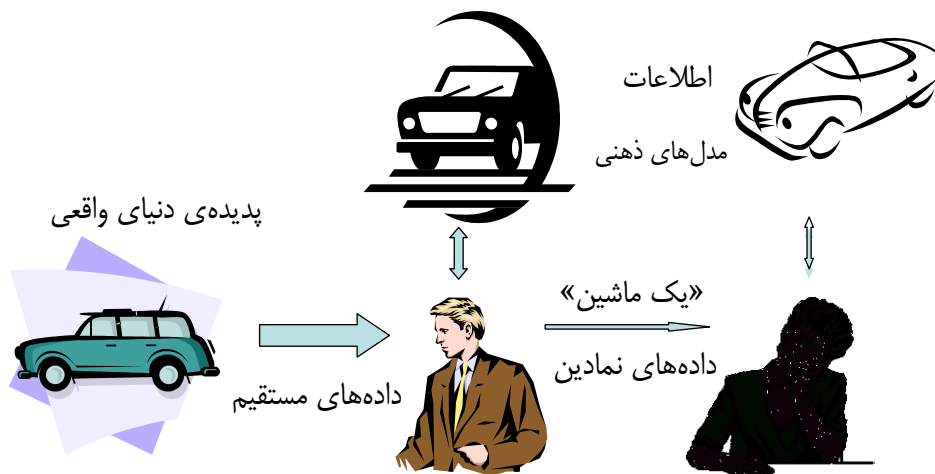 اطلاعات
مدل‌های ذهنی
پدیده‌ی دنیای واقعی
«یک ماشین»
داده‌های نمادین
داده‌های مستقیم